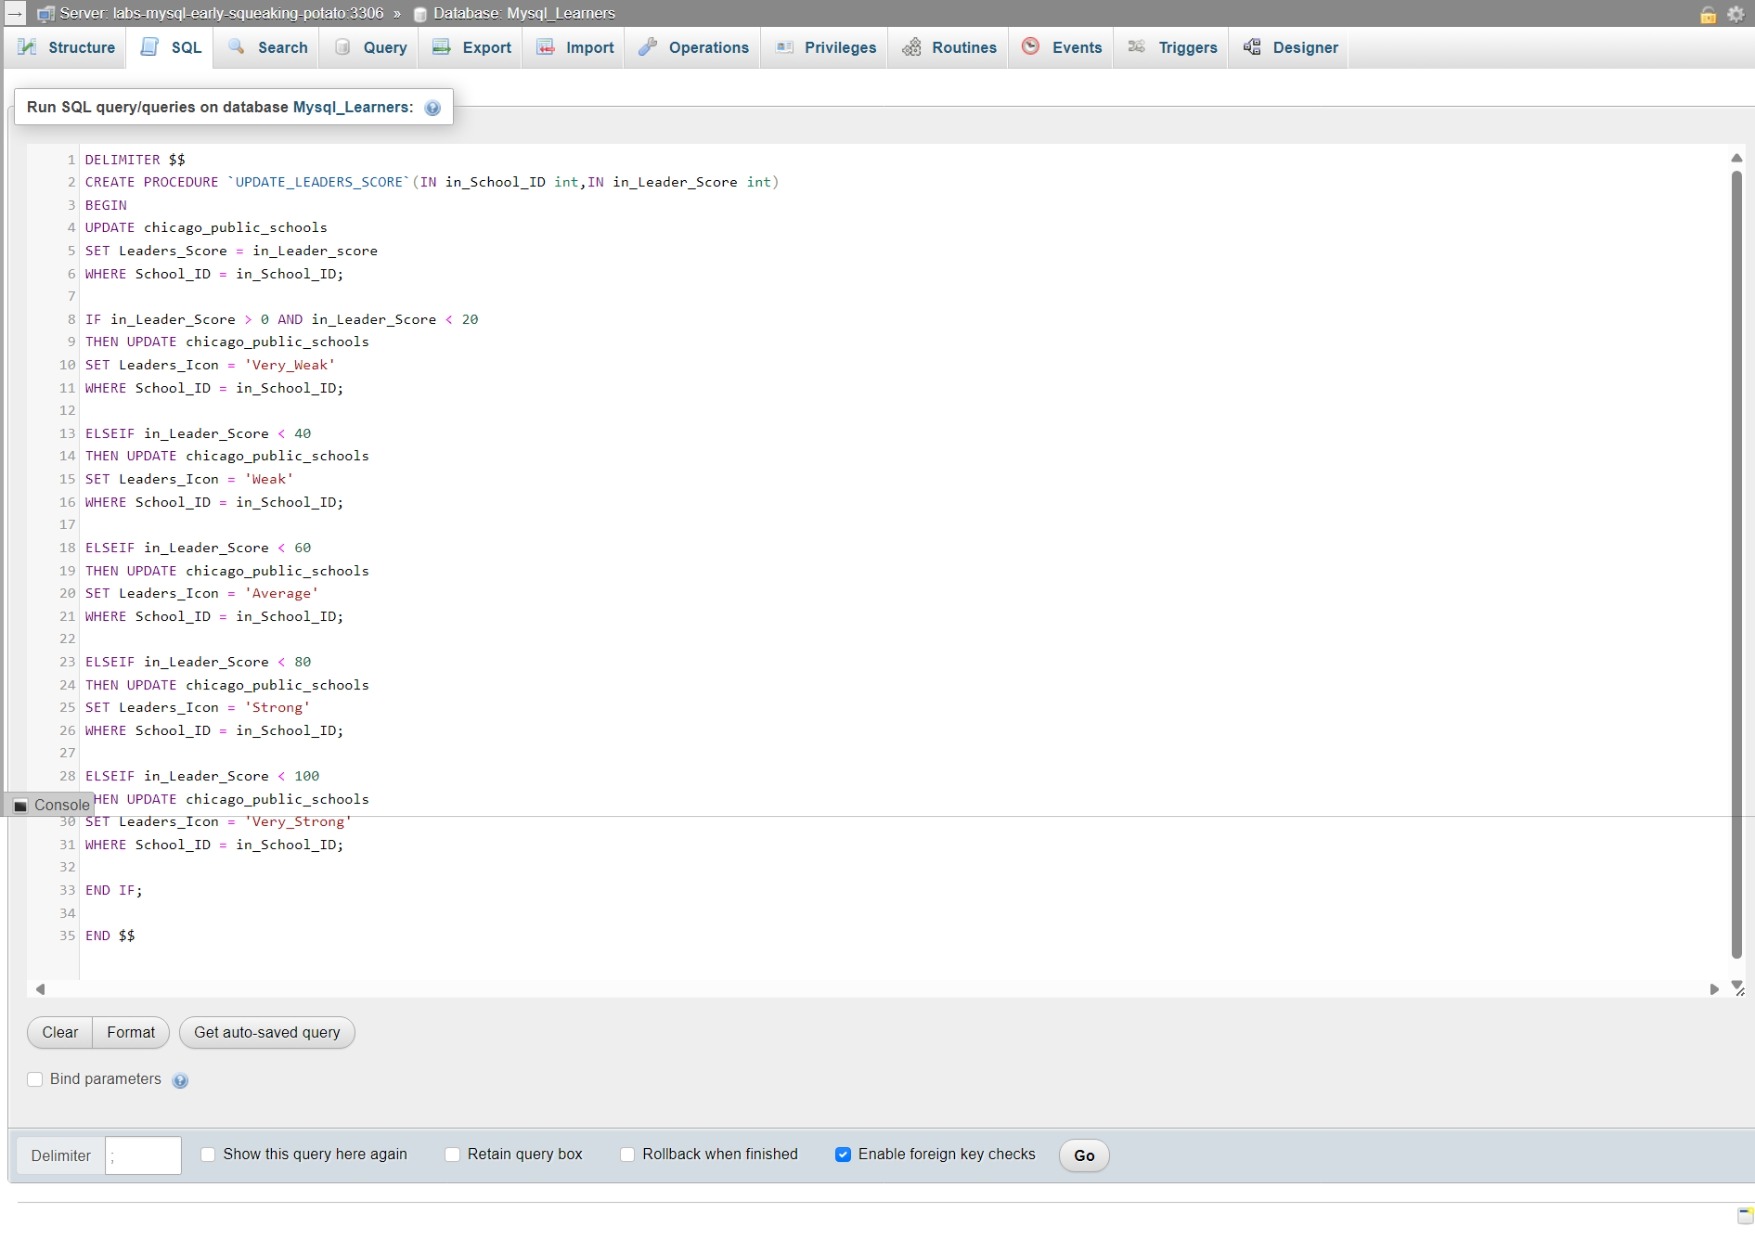 Server: labs-mysql-early-squeaking-potato:3306 » Database: Mysql_Learners
Structure SQL Search Query Export Import Operations Privileges Routines Events Triggers Designer
Run SQL query/queries on database Mysql_Learners:
1 DELIMITER $$
2 CREATE PROCEDURE `UPDATE_LEADERS_SCORE`(IN in_School_ID int,IN in_Leader_Score int)
3 BEGIN
4 UPDATE chicago_public_schools
5 SET Leaders_Score = in_Leader_score
6 WHERE School_ID = in_School_ID;
7
8 IF in_Leader_Score > 0 AND in_Leader_Score < 20
9 THEN UPDATE chicago_public_schools
10 SET Leaders_Icon = 'Very_Weak'
11 WHERE School_ID = in_School_ID;
12
13 ELSEIF in_Leader_Score < 40
14 THEN UPDATE chicago_public_schools
15 SET Leaders_Icon = 'Weak'
16 WHERE School_ID = in_School_ID;
17
18 ELSEIF in_Leader_Score < 60
19 THEN UPDATE chicago_public_schools
20 SET Leaders_Icon = 'Average'
21 WHERE School_ID = in_School_ID;
22
23 ELSEIF in_Leader_Score < 80
24 THEN UPDATE chicago_public_schools
25 SET Leaders_Icon = 'Strong'
26 WHERE School_ID = in_School_ID;
27
28 ELSEIF in_Leader_Score < 100
Console HEN UPDATE chicago_public_schools
30 SET Leaders_Icon = 'Very_Strong'
31 WHERE School_ID = in_School_ID;
32
33 END IF;
34
35 END $$
Clear Format Get auto-saved query
Bind parameters
Delimiter ; Show this query here again Retain query box Rollback when finished Enable foreign key checks Go